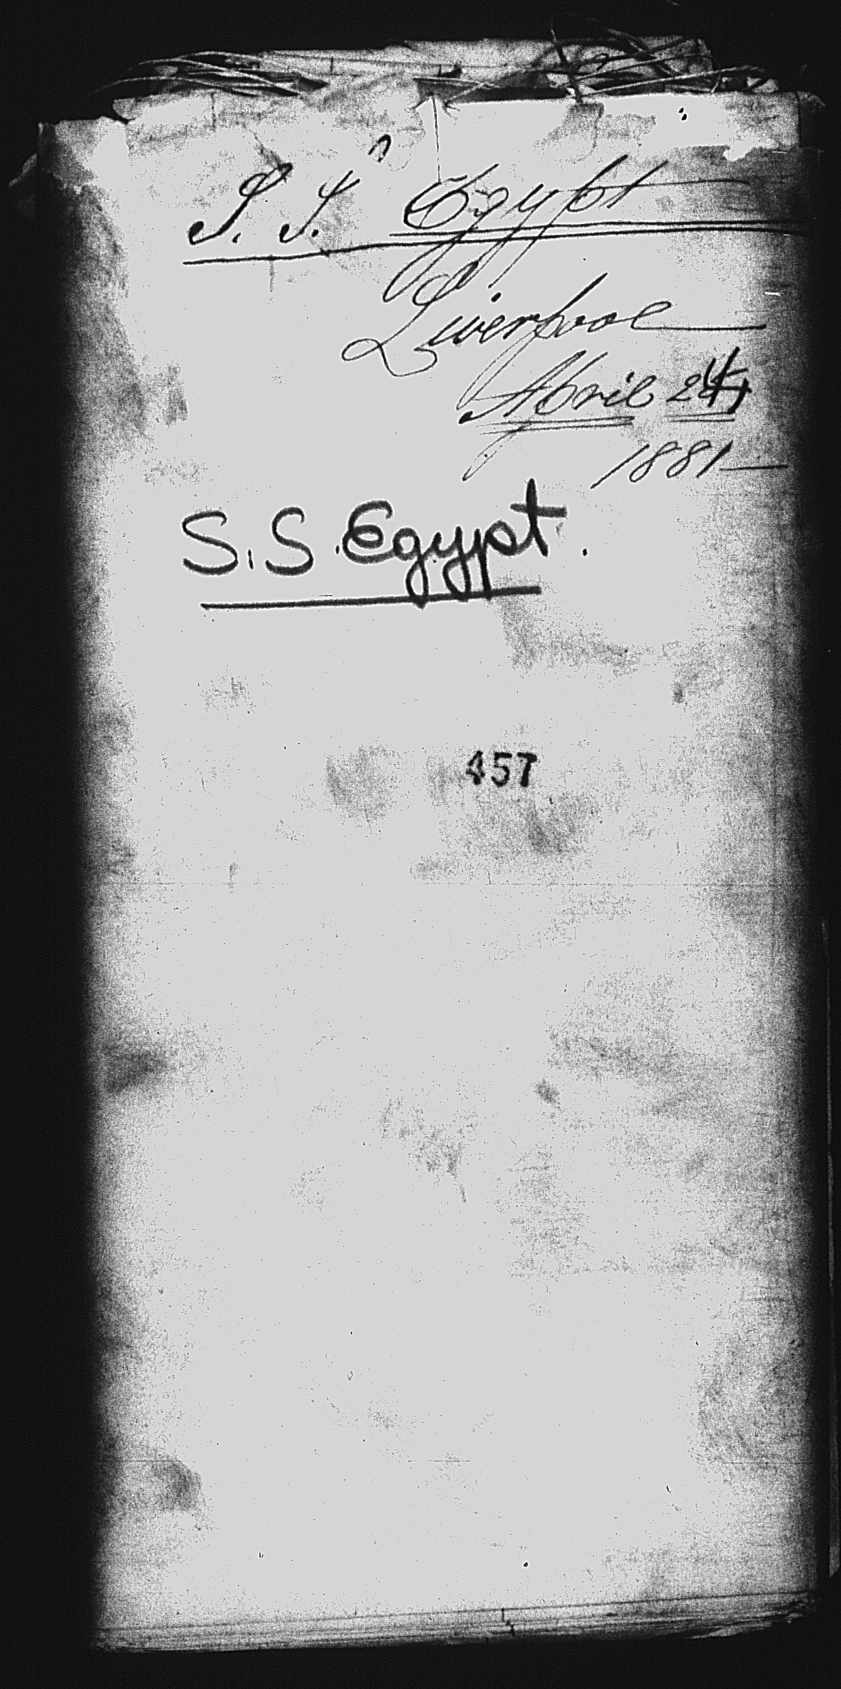 S. S. Egypt
Liverpool
April 24
1881
S. S. Egypt.
457